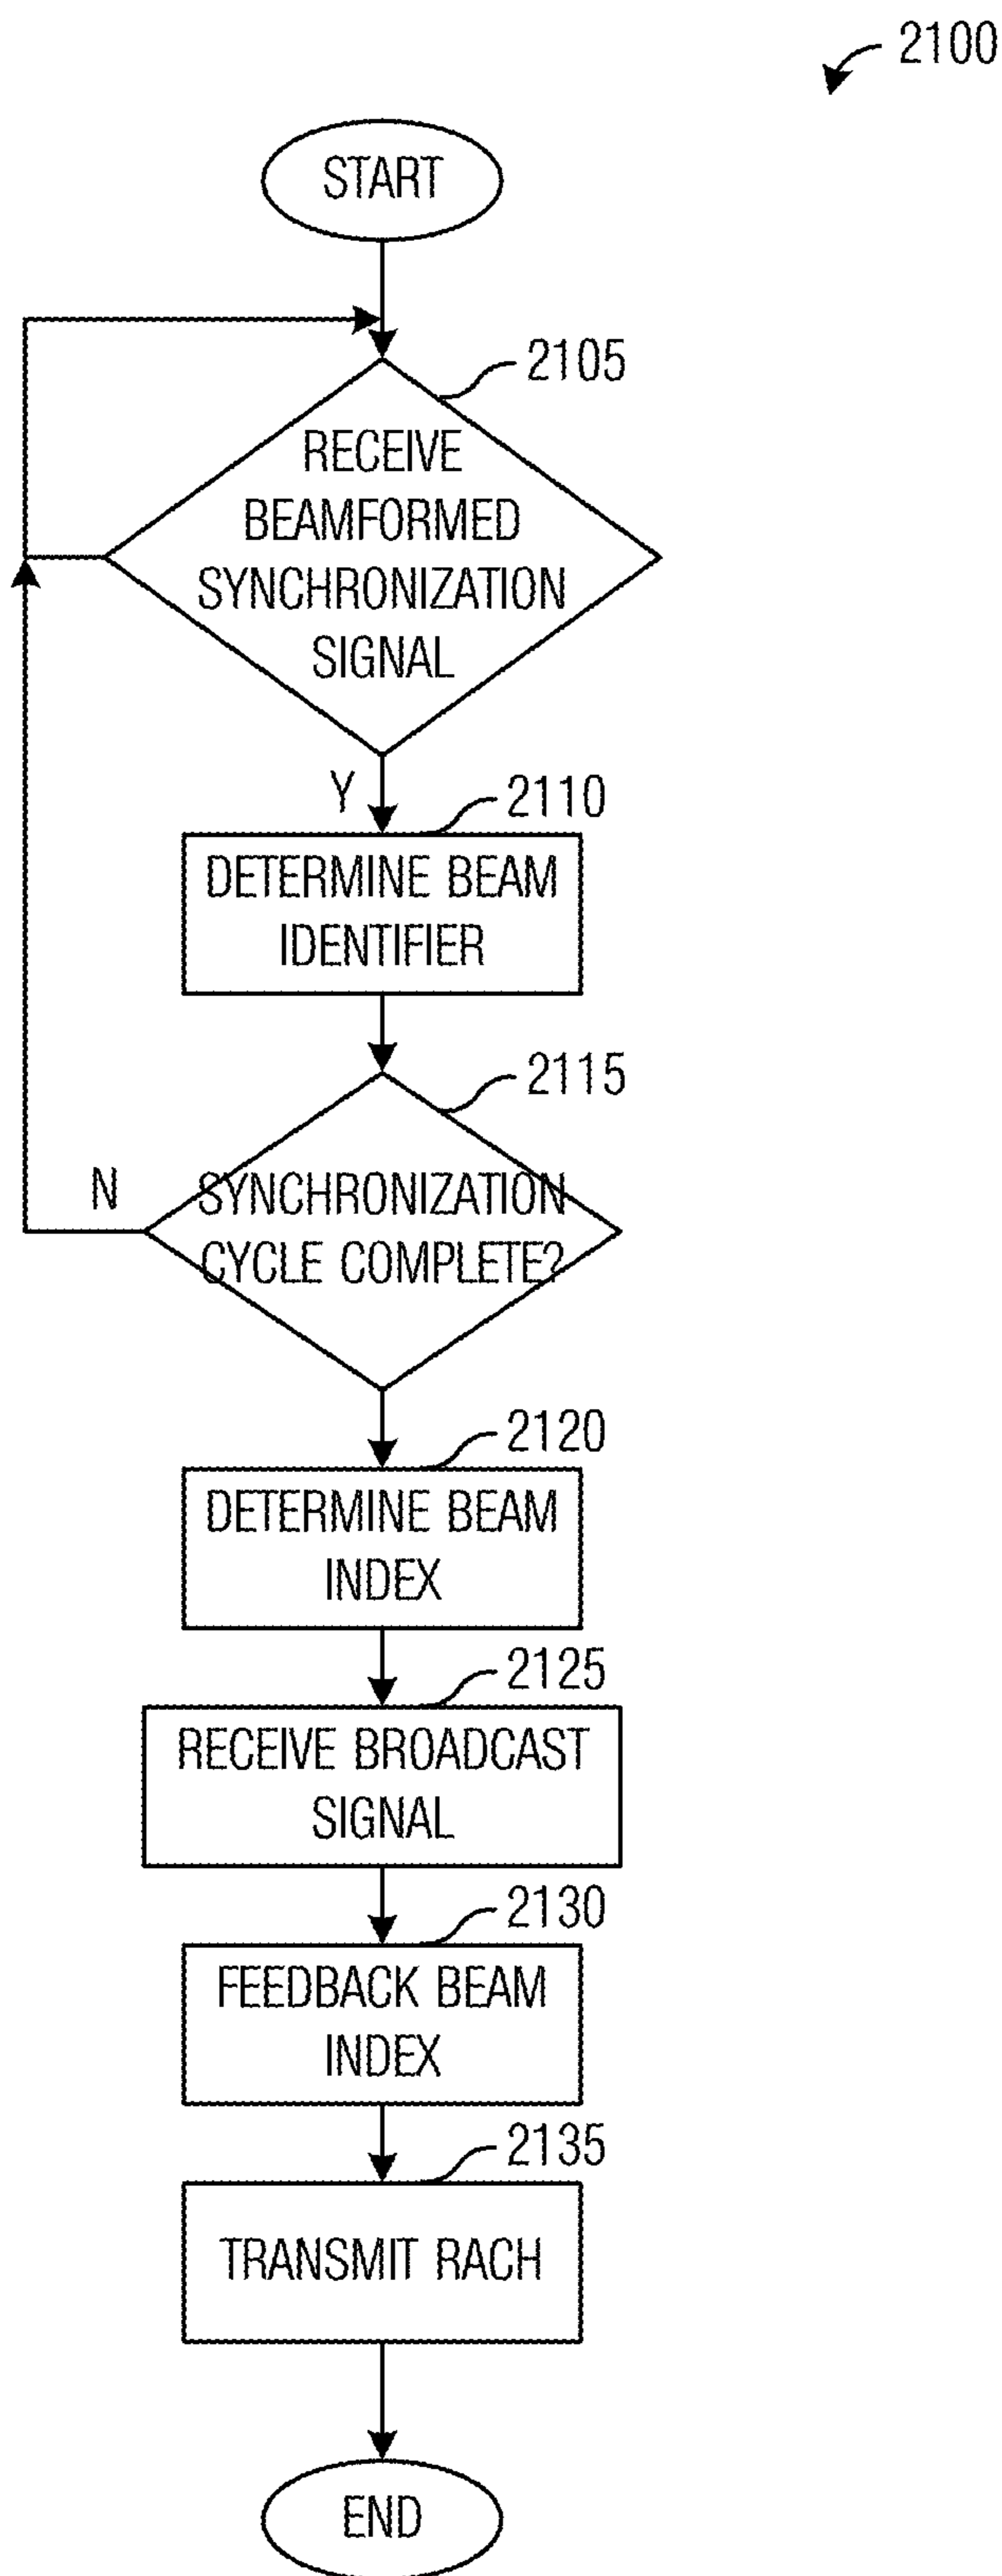 2100
START
2105
RECEIVE
BEAMFORMED
SYNCHRONIZATION
SIGNAL
Y
2110
DETERMINE BEAM
IDENTIFIER
2115
N
SYNCHRONIZATION
CYCLE COMPLETE?
2120
DETERMINE BEAM
INDEX
2125
RECEIVE BROADCAST
SIGNAL
2130
FEEDBACK BEAM
INDEX
2135
TRANSMIT RACH
END